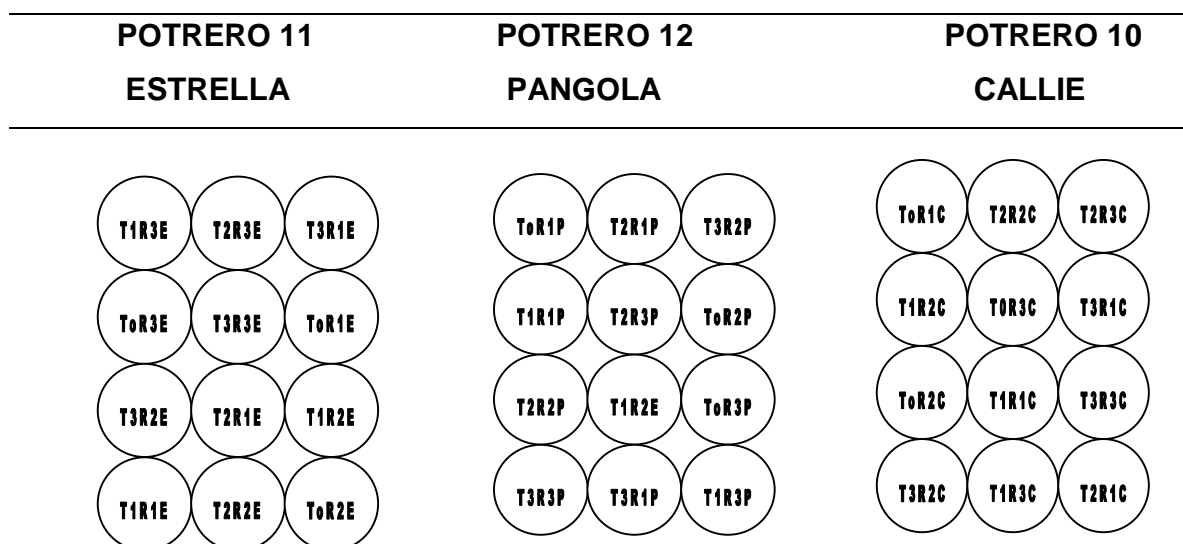 POTRERO 11 POTRERO 12 POTRERO 10
ESTRELLA PANGOLA CALLIE
T1R3E T2R3E T3R1E ToR1P T2R1P T3R2P ToR1C T2R2C T2R3C
ToR3E T3R3E ToR1E T1R1P T2R3P ToR2P T1R2C T0R3C T3R1C
T3R2E T2R1E T1R2E T2R2P T1R2E ToR3P ToR2C T1R1C T3R3C
T1R1E T2R2E ToR2E T3R3P T3R1P T1R3P T3R2C T1R3C T2R1C